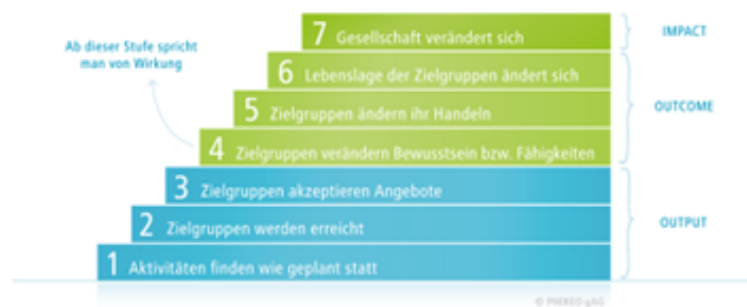 7 Gesellschaft verändert sich
IMPACT
Ab dieser Stufe spricht
man von Wirkung
6 Lebenslage der Zielgruppen ändert sich
5 Zielgruppen ändern ihr Handeln
OUTCOME
4 Zielgruppen verändern Bewusstsein bzw. Fähigkeiten
3 Zielgruppen akzeptieren Angebote
2 Zielgruppen werden erreicht
OUTPUT
1 Aktivitäten finden wie geplant statt
© PHINEO gAG